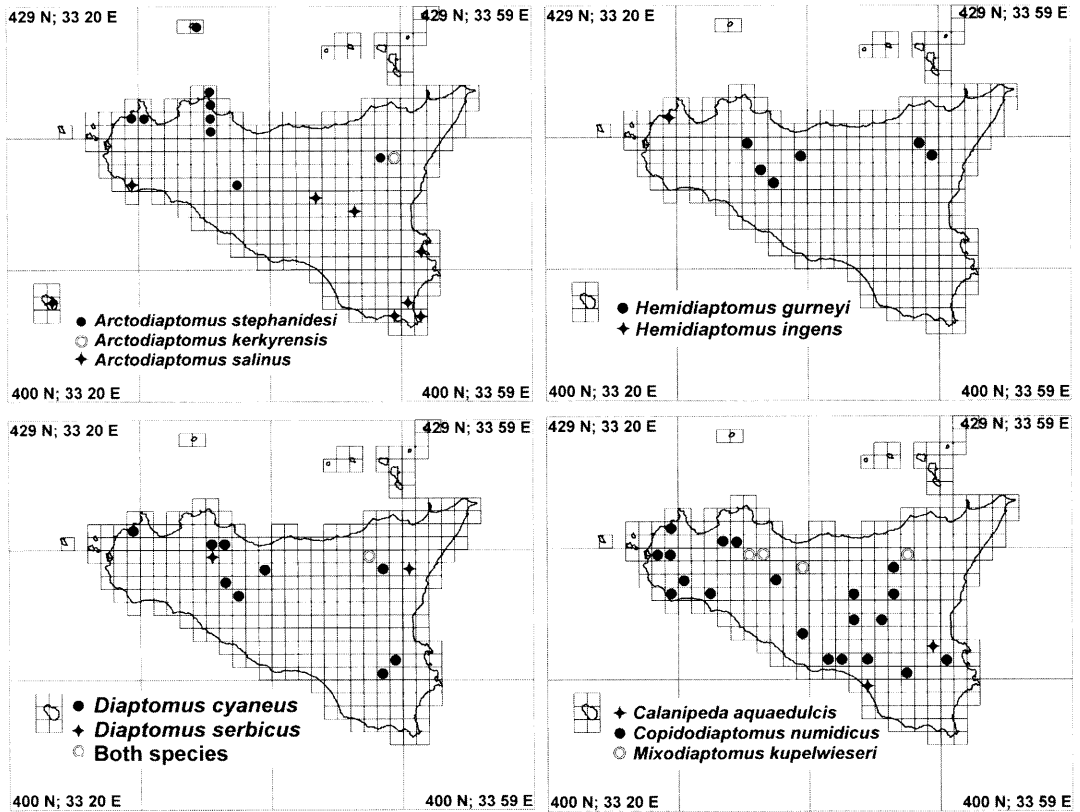 429 N; 33 20 E
429 N; 33 59 E
Arctodiaptomus stephanidesi
Arctodiaptomus kerkyrensis
Arctodiaptomus salinus
400 N; 33 20 E
400 N; 33 59 E
429 N; 33 20 E
429 N; 33 59 E
Hemidiaptomus gurneyi
Hemidiaptomus ingens
400 N; 33 20 E
400 N; 33 59 E
429 N; 33 20 E
429 N; 33 59 E
Diaptomus cyaneus
Diaptomus serbicus
Both species
400 N; 33 20 E
400 N; 33 59 E
429 N; 33 20 E
429 N; 33 59 E
Calanipeda aquaedulcis
Copidodiaptomus numidicus
Mixodiaptomus kupelwieseri
400 N; 33 20 E
400 N; 33 59 E